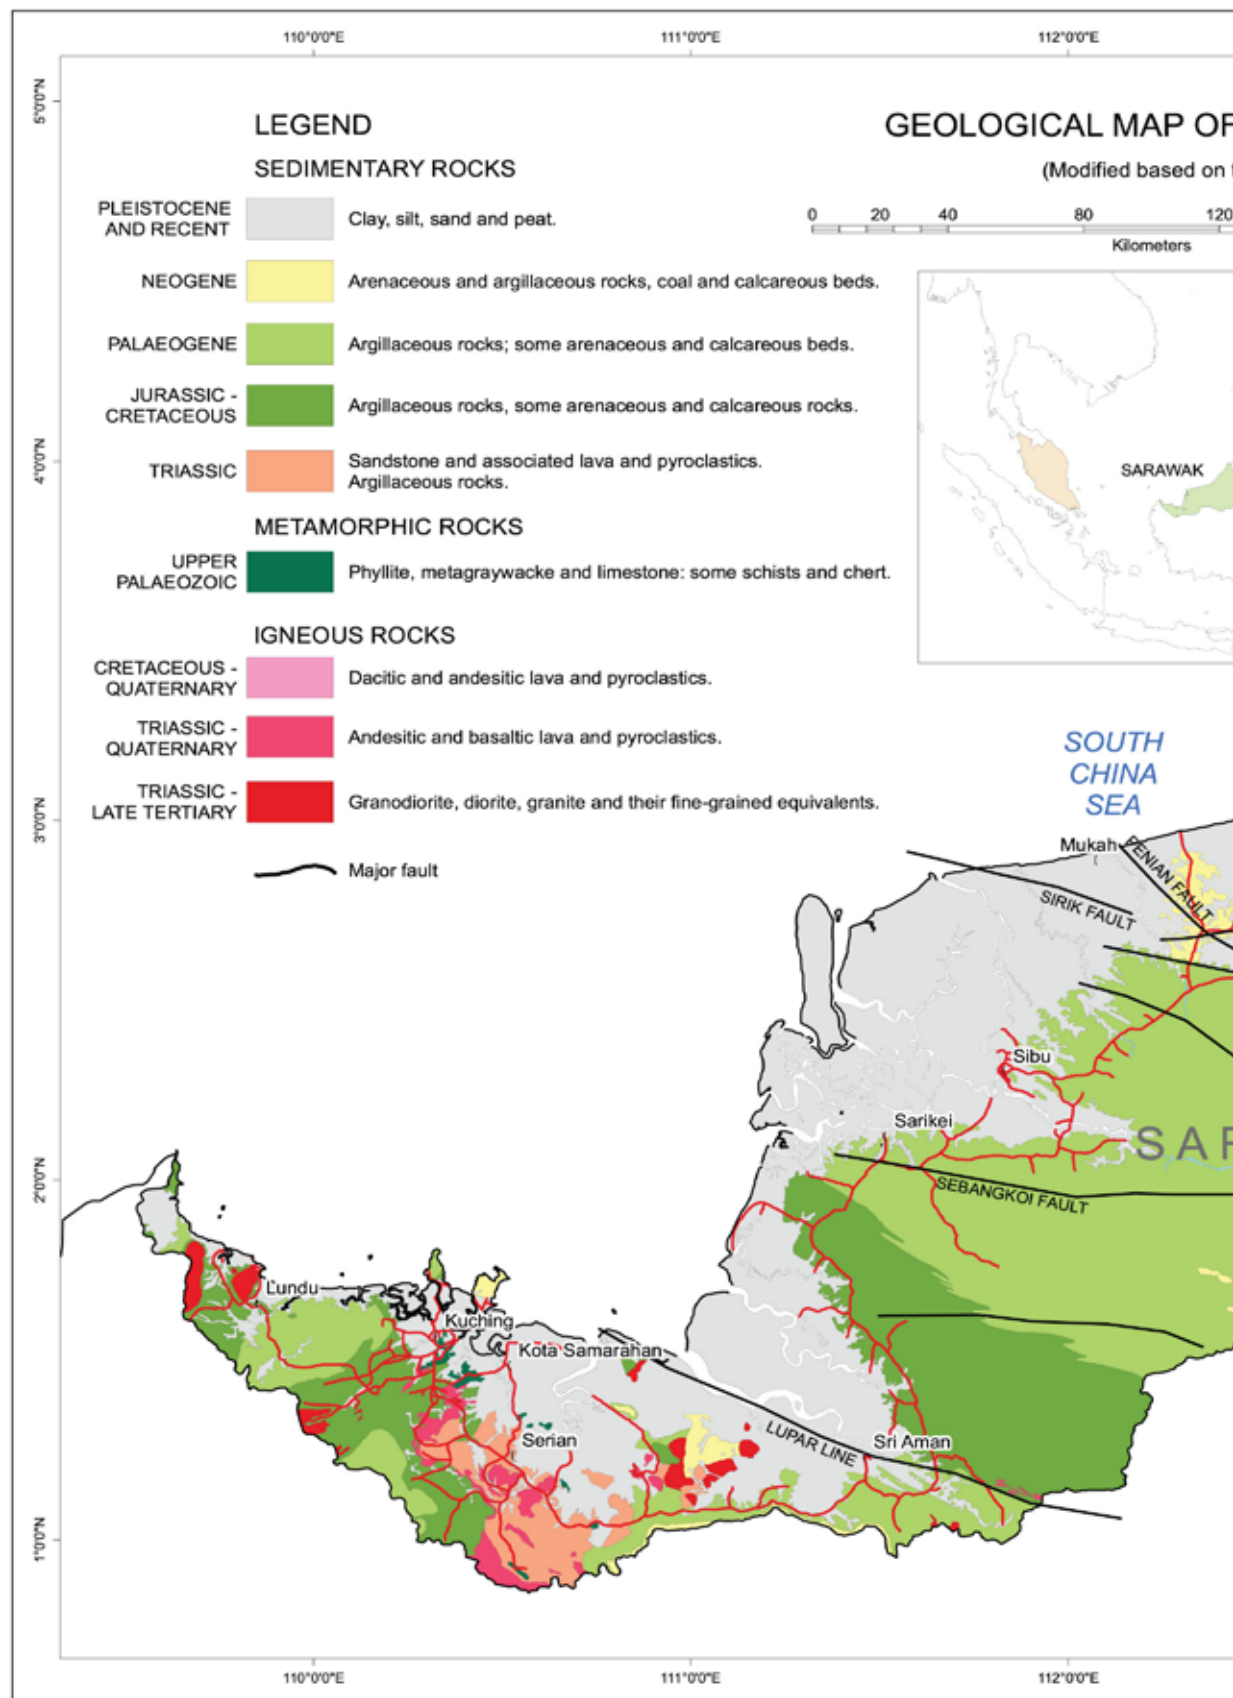 110°0'0"E
111°0'0"E
112°0'0"E
5°0'0"N
4°0'0"N
3°0'0"N
2°0'0"N
1°0'0"N
LEGEND
SEDIMENTARY ROCKS
PLEISTOCENE
AND RECENT
Clay, silt, sand and peat.
NEOGENE
Arenaceous and argillaceous rocks, coal and calcareous beds.
PALAEOGENE
Argillaceous rocks; some arenaceous and calcareous beds.
JURASSIC -
CRETACEOUS
Argillaceous rocks, some arenaceous and calcareous rocks.
TRIASSIC
Sandstone and associated lava and pyroclastics.
Argillaceous rocks.
METAMORPHIC ROCKS
UPPER
PALAEOZOIC
Phyllite, metagraywacke and limestone: some schists and chert.
IGNEOUS ROCKS
CRETACEOUS -
QUATERNARY
Dacitic and andesitic lava and pyroclastics.
TRIASSIC -
QUATERNARY
Andesitic and basaltic lava and pyroclastics.
TRIASSIC -
LATE TERTIARY
Granodiorite, diorite, granite and their fine-grained equivalents.
Major fault
GEOLOGICAL MAP OF
(Modified based on
0 20 40 80 120
Kilometers
SARAWAK
SOUTH
CHINA
SEA
Mukah
PENIAN FAULT
SIRIK FAULT
Sibu
Sarikei
SAR
SEBANGKOI FAULT
Lundu
Kuching
Kota Samarahan
Serian
LUPAR LINE
Sri Aman
110°0'0"E
111°0'0"E
112°0'0"E